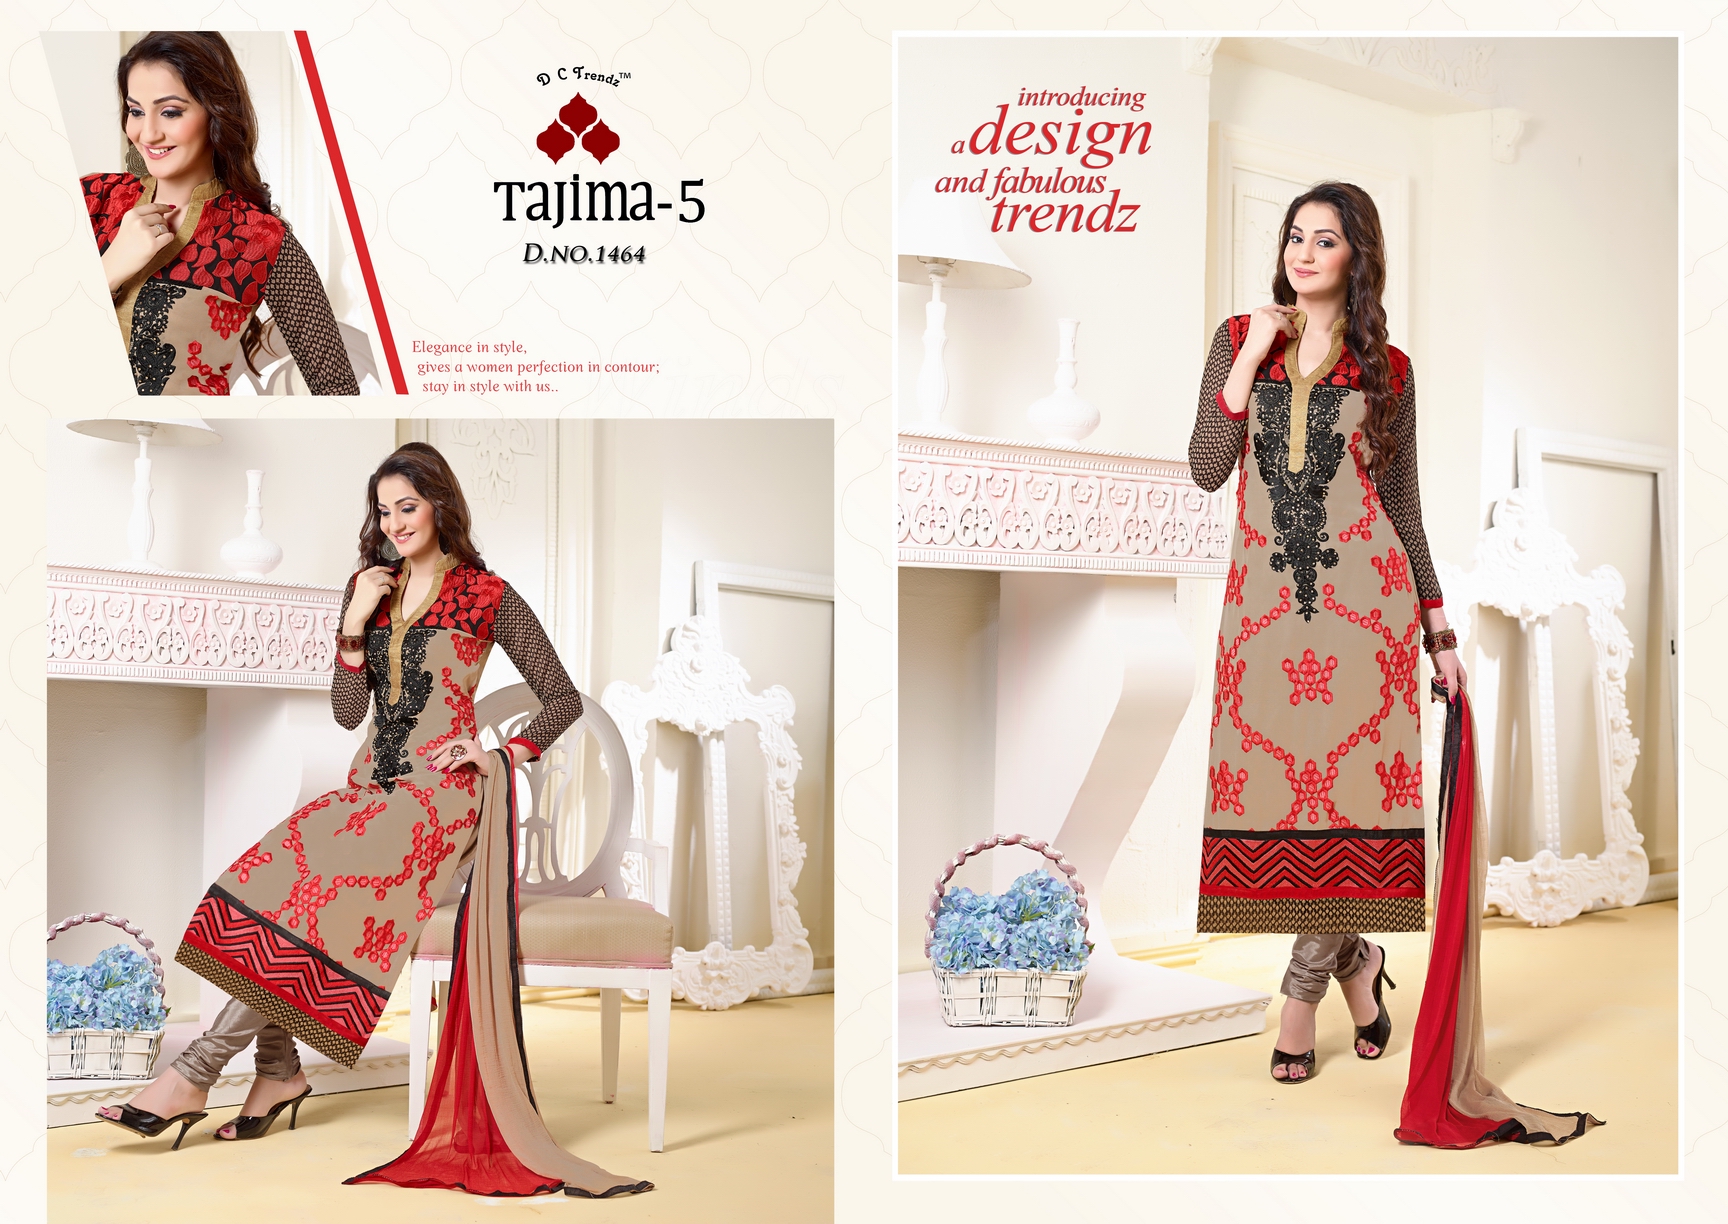 D C Trendz™
Tajima-5
D.NO.1464
Elegance in style,
gives a women perfection in contour;
stay in style with us..
introducing
a design
and fabulous
trendz